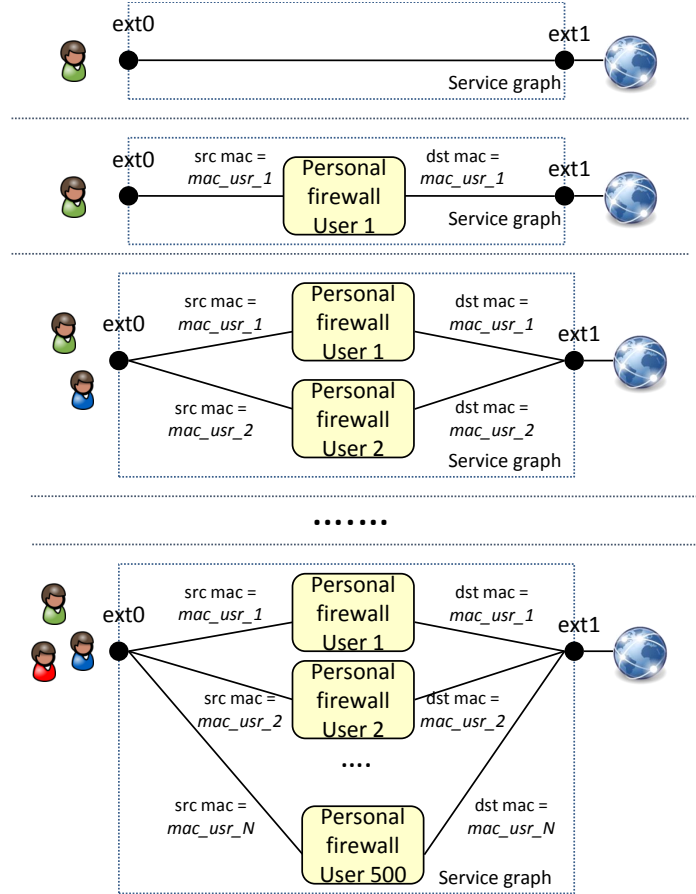 ext0
ext1
Service graph
ext0
src mac =
mac_usr_1
Personal
firewall
User 1
dst mac =
mac_usr_1
ext1
Service graph
ext0
src mac =
mac_usr_1
Personal
firewall
User 1
dst mac =
mac_usr_1
ext1
src mac =
mac_usr_2
Personal
firewall
User 2
dst mac =
mac_usr_2
Service graph
.......
ext0
src mac =
mac_usr_1
Personal
firewall
User 1
dst mac =
mac_usr_1
ext1
src mac =
mac_usr_2
Personal
firewall
User 2
dst mac =
mac_usr_2
....
src mac =
mac_usr_N
Personal
firewall
User 500
dst mac =
mac_usr_N
Service graph